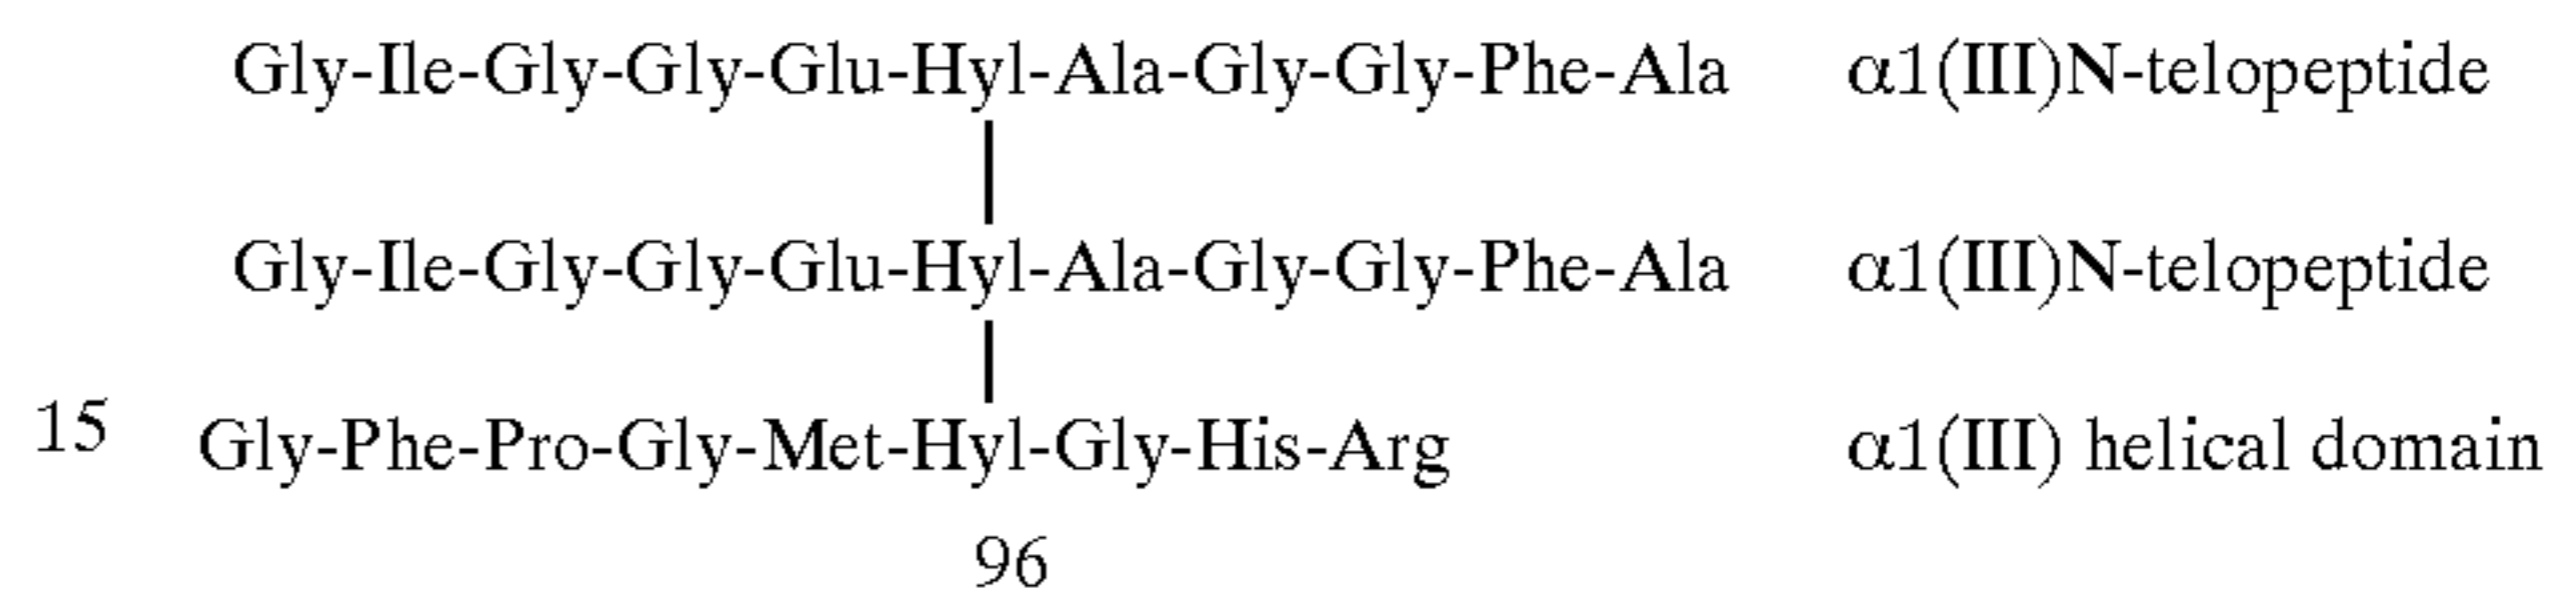 Gly-Ile-Gly-Gly-Glu-Hyl-Ala-Gly-Gly-Phe-Ala α1(III)N-telopeptide
Gly-Ile-Gly-Gly-Glu-Hyl-Ala-Gly-Gly-Phe-Ala α1(III)N-telopeptide
15 Gly-Phe-Pro-Gly-Met-Hyl-Gly-His-Arg α1(III) helical domain
96